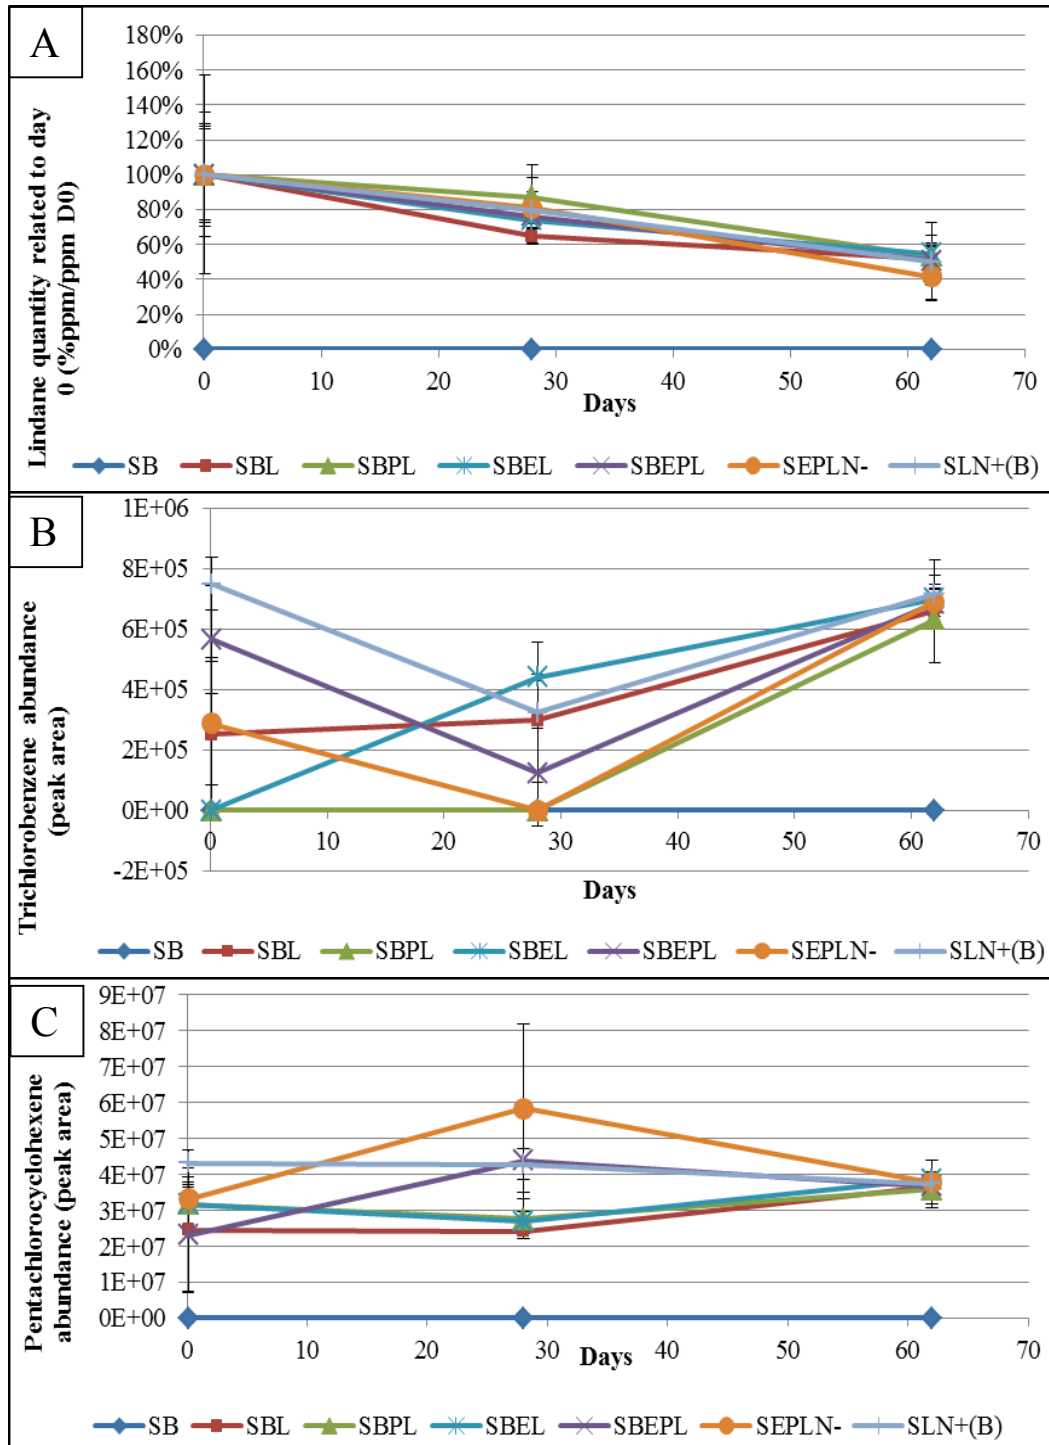 A
Lindane quantity related to day
0 (%ppm/ppm D0)
180%
160%
140%
120%
100%
80%
60%
40%
20%
0%
0 10 20 30 40 50 60 70
Days
SB SBL SBPL SBEL SBEPL SEPLN- SLN+(B)
B
Trichlorobenzene abundance
(peak area)
1E+06
8E+05
6E+05
4E+05
2E+05
0E+00
-2E+05
0 10 20 30 40 50 60 70
Days
SB SBL SBPL SBEL SBEPL SEPLN- SLN+(B)
C
Pentachlorocyclohexene
abundance (peak area)
9E+07
8E+07
7E+07
6E+07
5E+07
4E+07
3E+07
2E+07
1E+07
0E+00
0 10 20 30 40 50 60 70
Days
SB SBL SBPL SBEL SBEPL SEPLN- SLN+(B)